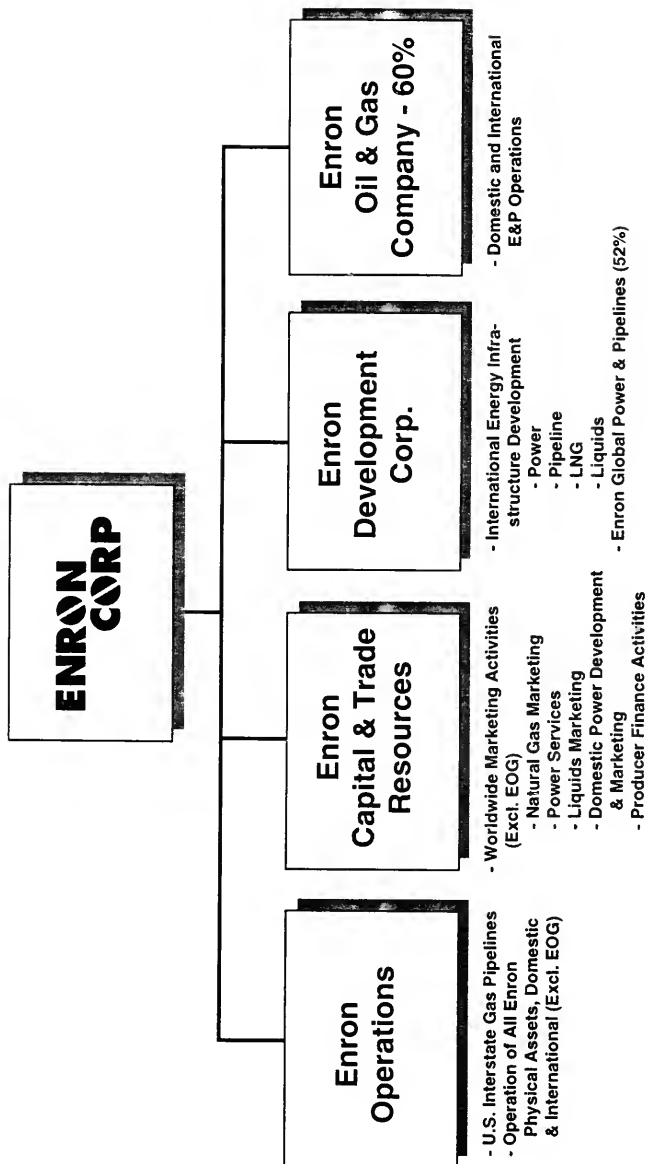 ENRON
CORP
Enron
Operations
- U.S. Interstate Gas Pipelines
- Operation of All Enron
Physical Assets, Domestic
& International (Excl. EOG)
Enron
Capital & Trade
Resources
- Worldwide Marketing Activities
(Excl. EOG)
- Natural Gas Marketing
- Power Services
- Liquids Marketing
- Domestic Power Development
& Marketing
- Producer Finance Activities
Enron
Development
Corp.
- International Energy Infra-
structure Development
- Power
- Pipeline
- LNG
- Liquids
- Enron Global Power & Pipelines (52%)
Enron
Oil & Gas
Company - 60%
- Domestic and International
E&P Operations